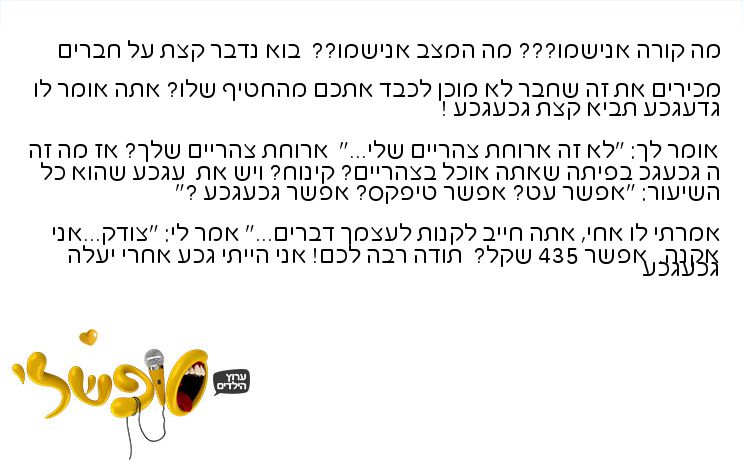 מה קורה אנישמו??? מה המצב אנישמו?? בוא נדבר קצת על חברים
מכירים את זה שחבר לא מוכן לכבד אתכם מהחטיף שלו? אתה אומר לו
גדעגכע תביא קצת גכעגכע !
אומר לך: "לא זה ארוחת צהריים שלי..." ארוחת צהריים שלך? אז מה זה
ה גכעגכ בפיתה שאתה אוכל בצהריים? קינוח? ויש את עגכע שהוא כל
השיעור: "אפשר עט? אפשר טיפקס? אפשר גכעגכע ?"
אמרתי לו אחי, אתה חייב לקנות לעצמך דברים..." אמר לי: "צודק...אני
אקנה. אפשר 435 שקל? תודה רבה לכם! אני הייתי גכע אחרי יעלה
גכעגכע
סופשלי
ערוץ
הילדים